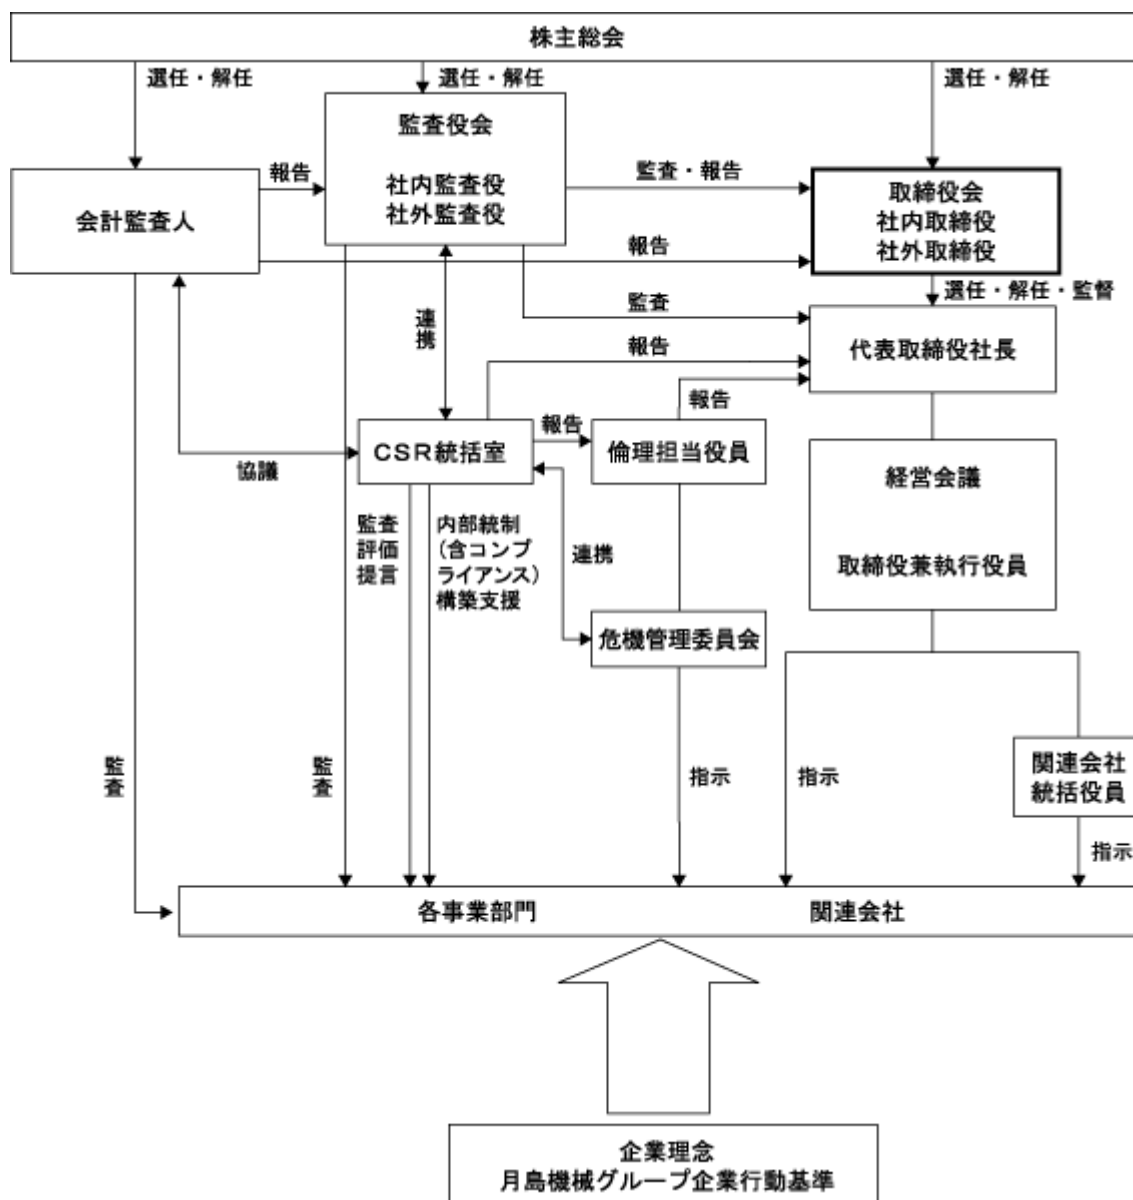 株主総会
選任・解任
選任・解任
選任・解任
監査役会
社内監査役
社外監査役
報告
監査・報告
会計監査人
取締役会
社内取締役
社外取締役
報告
選任・解任・監督
監査
連携
代表取締役社長
報告
報告
報告
CSR統括室
倫理担当役員
協議
経営会議
取締役兼執行役員
監査
評価
提言
内部統制
(含コンプ
ライアンス)
構築支援
連携
危機管理委員会
監査
監査
指示
指示
関連会社
統括役員
指示
各事業部門
関連会社
企業理念
月島機械グループ企業行動基準